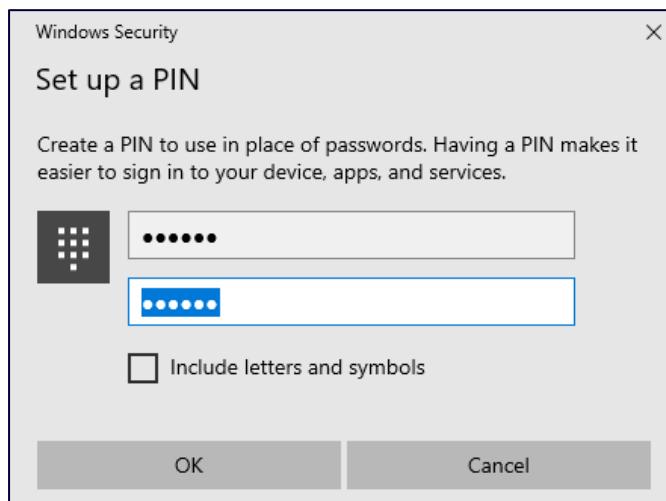 Windows Security
Set up a PIN
Create a PIN to use in place of passwords. Having a PIN makes it
easier to sign in to your device, apps, and services.
●●●●●●
●●●●●●
Include letters and symbols
OK
Cancel